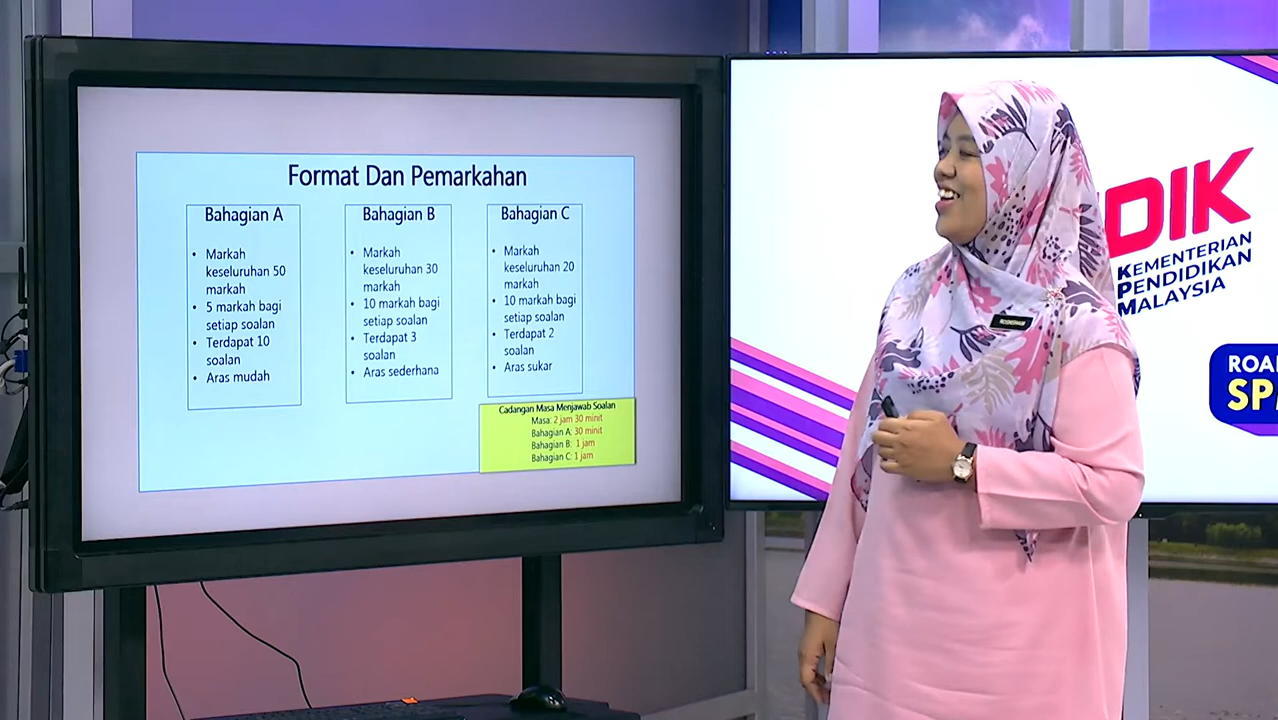 Format Dan Pemarkahan
Bahagian A
• Markah
keseluruhan 50
markah
• 5 markah bagi
setiap soalan
• Terdapat 10
soalan
• Aras mudah
Bahagian B
• Markah
keseluruhan 30
markah
• 10 markah bagi
setiap soalan
• Terdapat 3
soalan
• Aras sederhana
Bahagian C
• Markah
keseluruhan 20
markah
• 10 markah bagi
setiap soalan
• Terdapat 2
soalan
• Aras sukar
Cadangan Masa Menjawab Soalan
Masa: 2 jam 30 minit
Bahagian A: 30 minit
Bahagian B: 1 jam
Bahagian C: 1 jam
DIK
KEMENTERIAN
PENDIDIKAN
MALAYSIA
ROA
SP